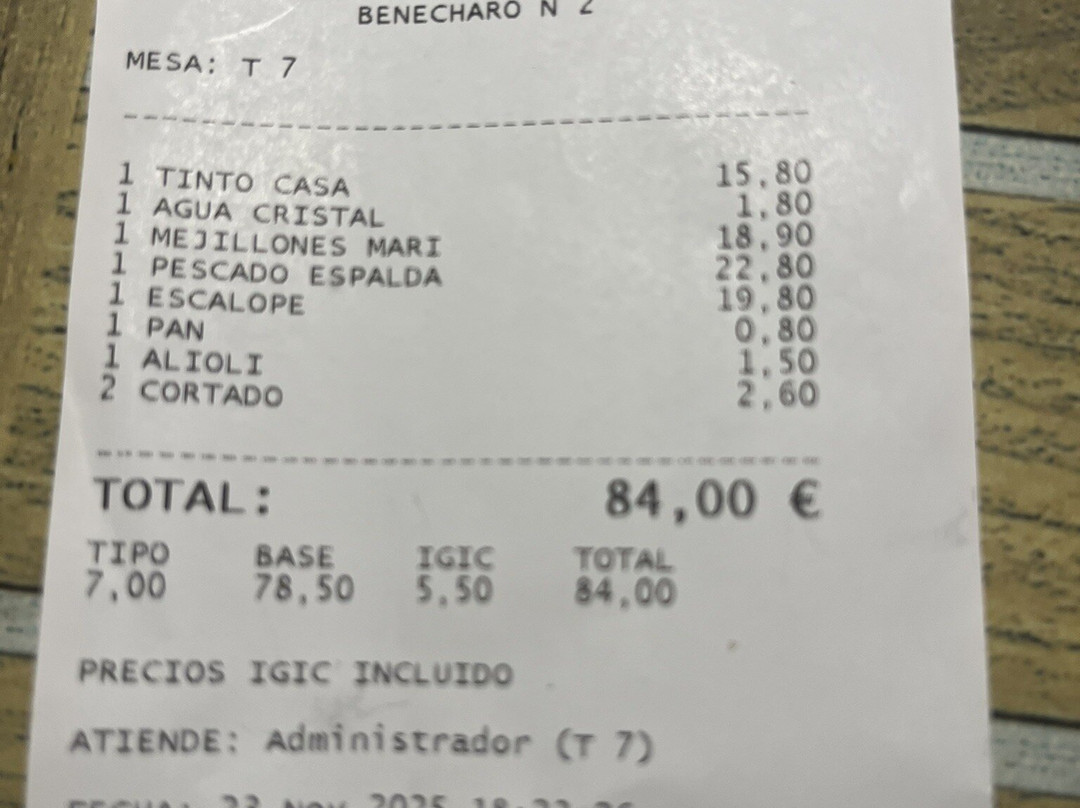 BENECHARO N 2
MESA: T 7
1 TINTO CASA 15,80
1 AGUA CRISTAL 1,80
1 MEJILLONES MARI 18,90
1 PESCADO ESPALDA 22,80
1 ESCALOPE 19,80
1 PAN 0,80
1 ALIOLI 1,50
2 CORTADO 2,60
TOTAL: 84,00 €
TIPO BASE IGIC TOTAL
7,00 78,50 5,50 84,00
PRECIOS IGIC INCLUIDO
ATIENDE: Administrador (T 7)
FECHA: Nov 2025